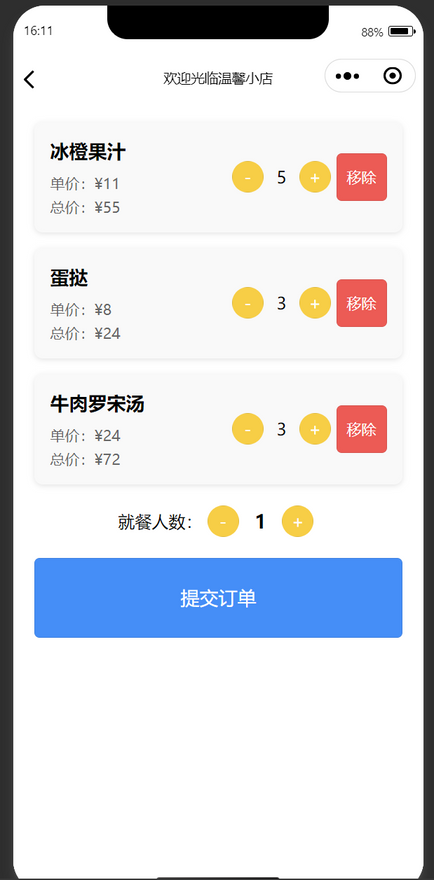 16:11
88%
欢迎光临温馨小店
冰橙果汁
单价：¥11
总价：¥55
- 5 + 移除
蛋挞
单价：¥8
总价：¥24
- 3 + 移除
牛肉罗宋汤
单价：¥24
总价：¥72
- 3 + 移除
就餐人数： - 1 +
提交订单